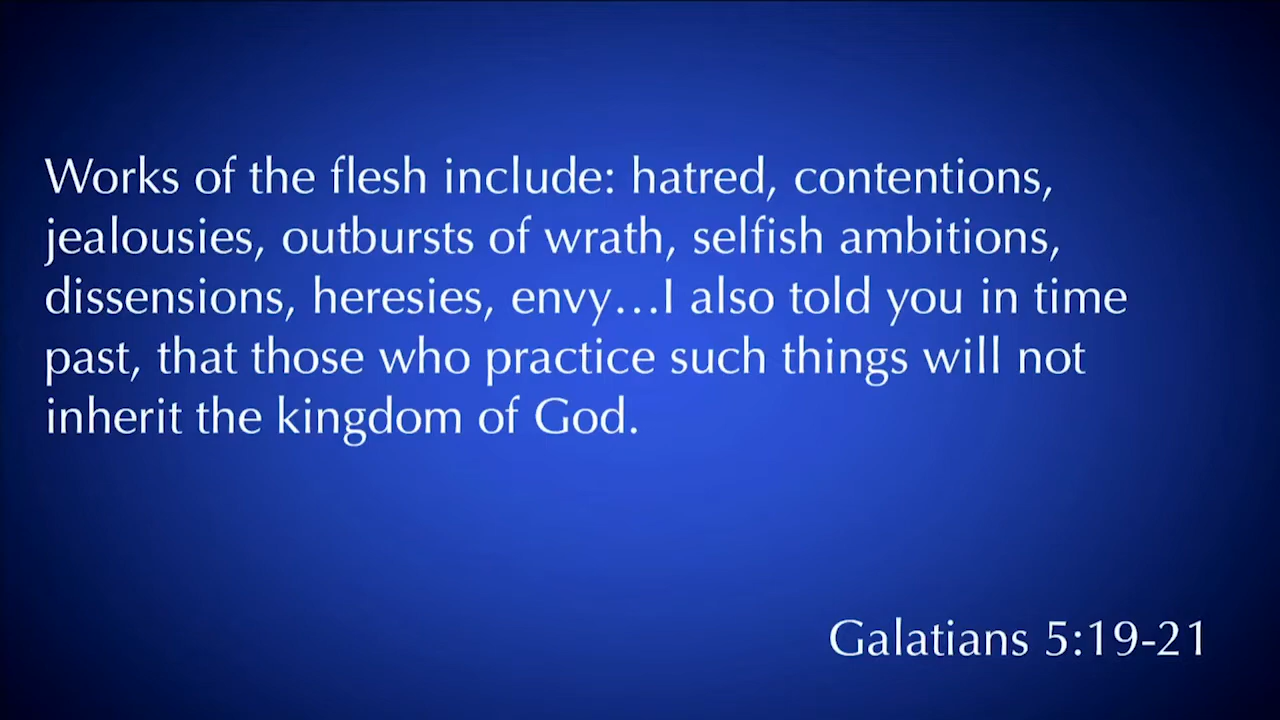 Works of the flesh include: hatred, contentions,
jealousies, outbursts of wrath, selfish ambitions,
dissensions, heresies, envy…I also told you in time
past, that those who practice such things will not
inherit the kingdom of God.
Galatians 5:19-21